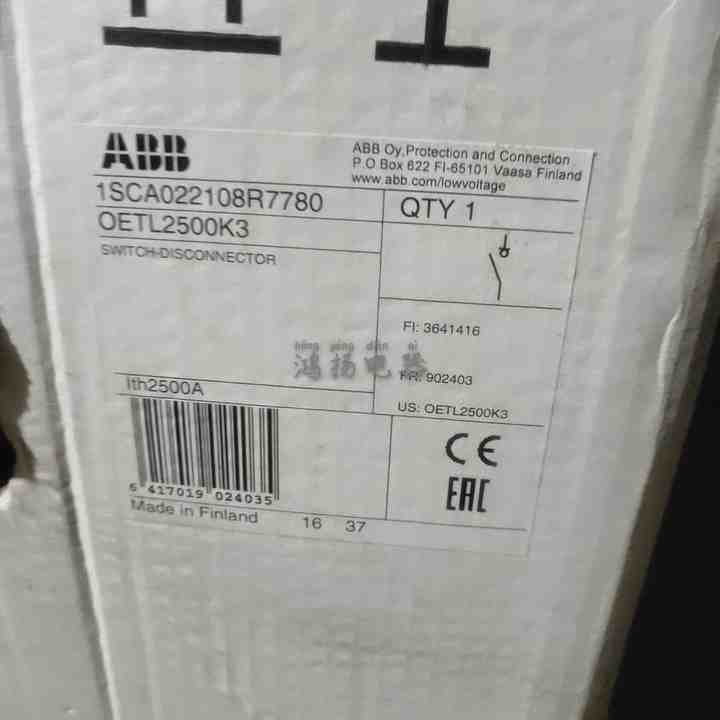 ABB
ABB Oy, Protection and Connection
P.O Box 622 FI-65101 Vaasa Finland
www.abb.com/lowvoltage
1SCA022108R7780
QTY 1
OETL2500K3
SWITCH-DISCONNECTOR
FI: 3641416
hóng yáng diàn qì
鸿扬电器
FR: 902403
Ith2500A
US: OETL2500K3
6 417019 024035
CE
EAC
Made in Finland 16 37